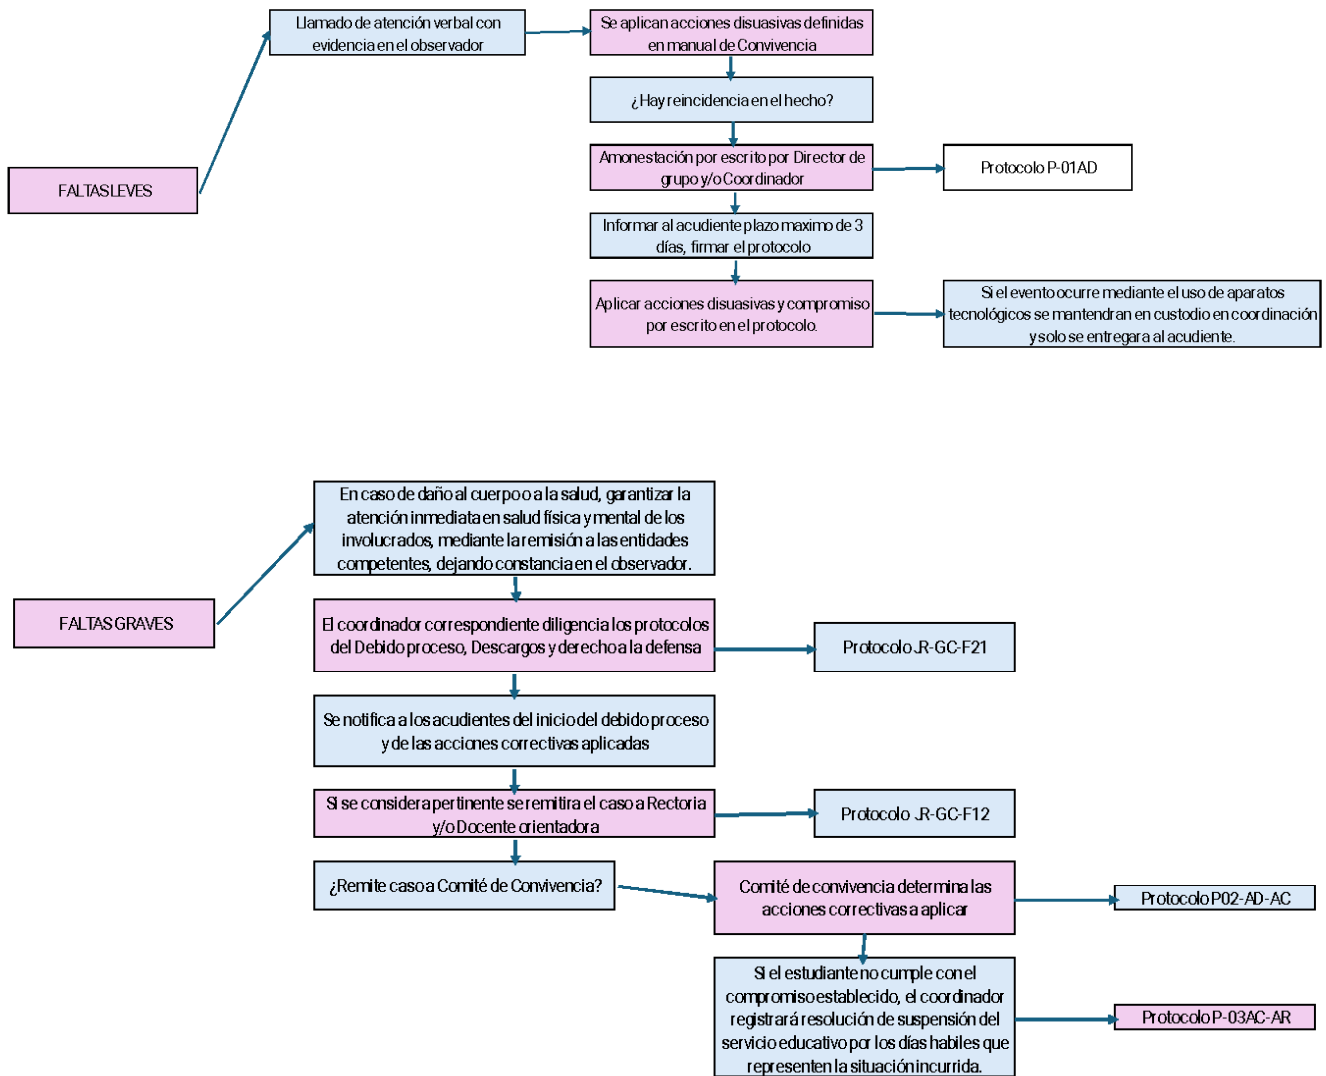 Llamado de atención verbal con
evidencia en el observador
Se aplican acciones disuasivas definidas
en manual de Convivencia
¿Hay reincidencia en el hecho?
FALTAS LEVES
Amonestación por escrito por Director de
grupo y/o Coordinador
Protocolo P-01AD
Informar al acudiente plazo maximo de 3
días, firmar el protocolo
Aplicar acciones disuasivas y compromiso
por escrito en el protocolo.
Si el evento ocurre mediante el uso de aparatos
tecnológicos se mantendran en custodio en coordinación
y solo se entregara al acudiente.
En caso de daño al cuerpo o a la salud, garantizar la
atención inmediata en salud física y mental de los
involucrados, mediante la remisión a las entidades
competentes, dejando constancia en el observador.
FALTAS GRAVES
El coordinador correspondiente diligencia los protocolos
del Debido proceso, Descargos y derecho a la defensa
Protocolo JR-GC-F21
Se notifica a los acudientes del inicio del debido proceso
y de las acciones correctivas aplicadas
Si se considera pertinente se remitira el caso a Rectoria
y/o Docente orientadora
Protocolo JR-GC-F12
¿Remite caso a Comité de Convivencia?
Comité de convivencia determina las
acciones correctivas a aplicar
Protocolo P02-AD-AC
Si el estudiante no cumple con el
compromiso establecido, el coordinador
registrará resolución de suspensión del
servicio educativo por los días habiles que
representen la situación incurrida.
Protocolo P-03AC-AR